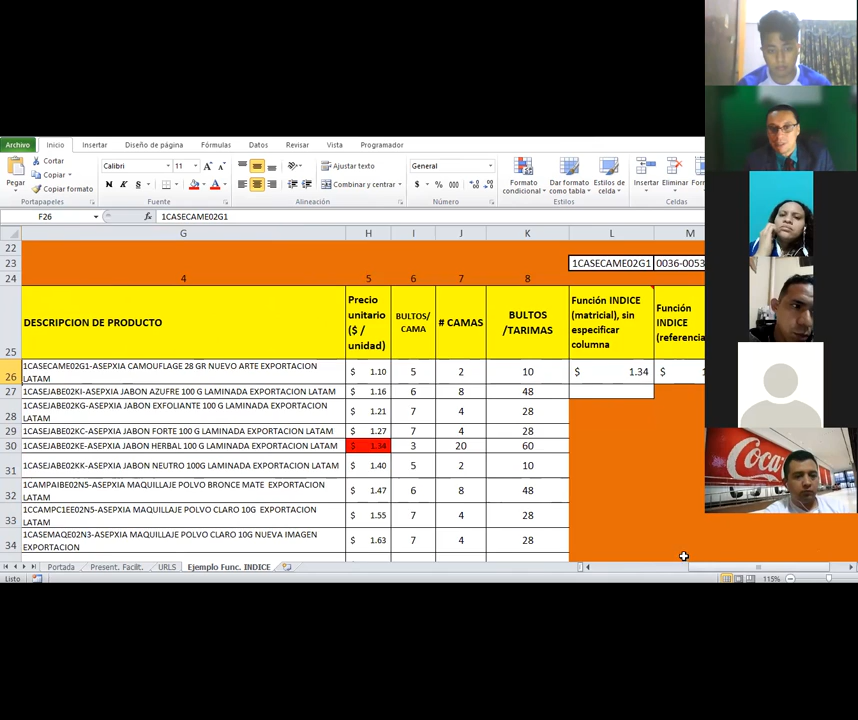 Archivo Inicio Insertar Diseño de página Fórmulas Datos Revisar Vista Programador
Pegar
Cortar
Copiar
Copiar formato
Portapapeles
Calibri 11
N K S
Fuente
Ajustar texto
Combinar y centrar
Alineación
General
$ % 000
Número
Formato condicional
Dar formato como tabla
Estilos de celda
Estilos
Insertar Eliminar
Celdas
F26 fx 1CASECAME02G1
G H I J K L M
22
23 1CASECAME02G1 0036-0053
24 4 5 6 7 8
25 DESCRIPCION DE PRODUCTO
Precio
unitario
($ /
unidad)
BULTOS/
CAMA
# CAMAS
BULTOS
/TARIMAS
Función INDICE
(matricial), sin
especificar
columna
Función
INDICE
(referencia
26 1CASECAME02G1-ASEPXIA CAMOUFLAGE 28 GR NUEVO ARTE EXPORTACION
LATAM $ 1.10 5 2 10 $ 1.34 $
27 1CASEJABE02KI-ASEPXIA JABON AZUFRE 100 G LAMINADA EXPORTACION LATAM $ 1.16 6 8 48
28 1CASEJABE02KG-ASEPXIA JABON EXFOLIANTE 100 G LAMINADA EXPORTACION
LATAM $ 1.21 7 4 28
29 1CASEJABE02KC-ASEPXIA JABON FORTE 100 G LAMINADA EXPORTACION LATAM $ 1.27 7 4 28
30 1CASEJABE02KE-ASEPXIA JABON HERBAL 100 G LAMINADA EXPORTACION LATAM $ 1.34 3 20 60
31 1CASEJABE02KK-ASEPXIA JABON NEUTRO 100G LAMINADA EXPORTACION LATAM $ 1.40 5 2 10
32 1CAMPAIBE02N5-ASEPXIA MAQUILLAJE POLVO BRONCE MATE EXPORTACION
LATAM $ 1.47 6 8 48
33 1CCAMPC1EE02N5-ASEPXIA MAQUILLAJE POLVO CLARO 10G EXPORTACION
LATAM $ 1.55 7 4 28
34 1CASEMAQE02N3-ASEPXIA MAQUILLAJE POLVO CLARO 10G NUEVA IMAGEN
EXPORTACION $ 1.63 7 4 28
Portada Present. Facilit. URLS Ejemplo Func. INDICE
Listo 115%
Coca